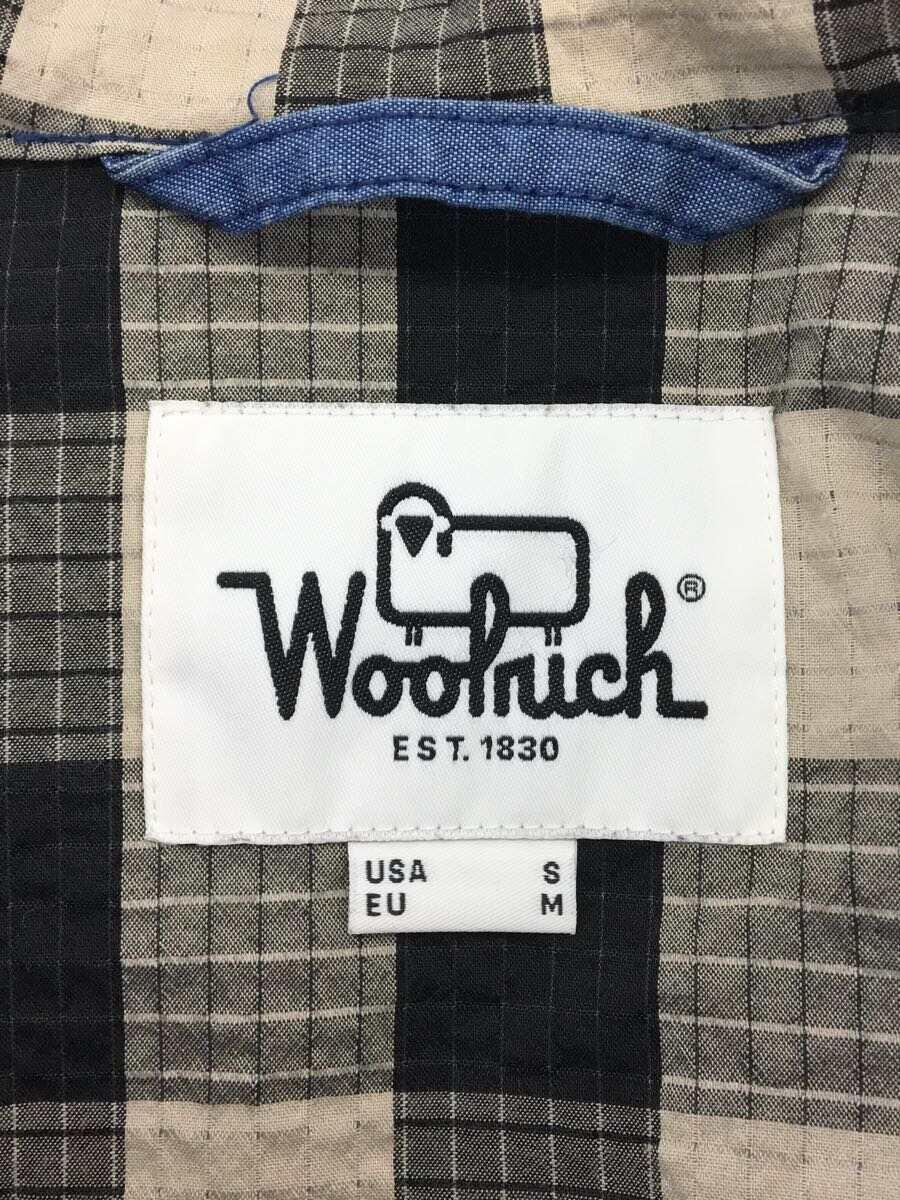 Woolrich®
EST. 1830
USA S
EU M